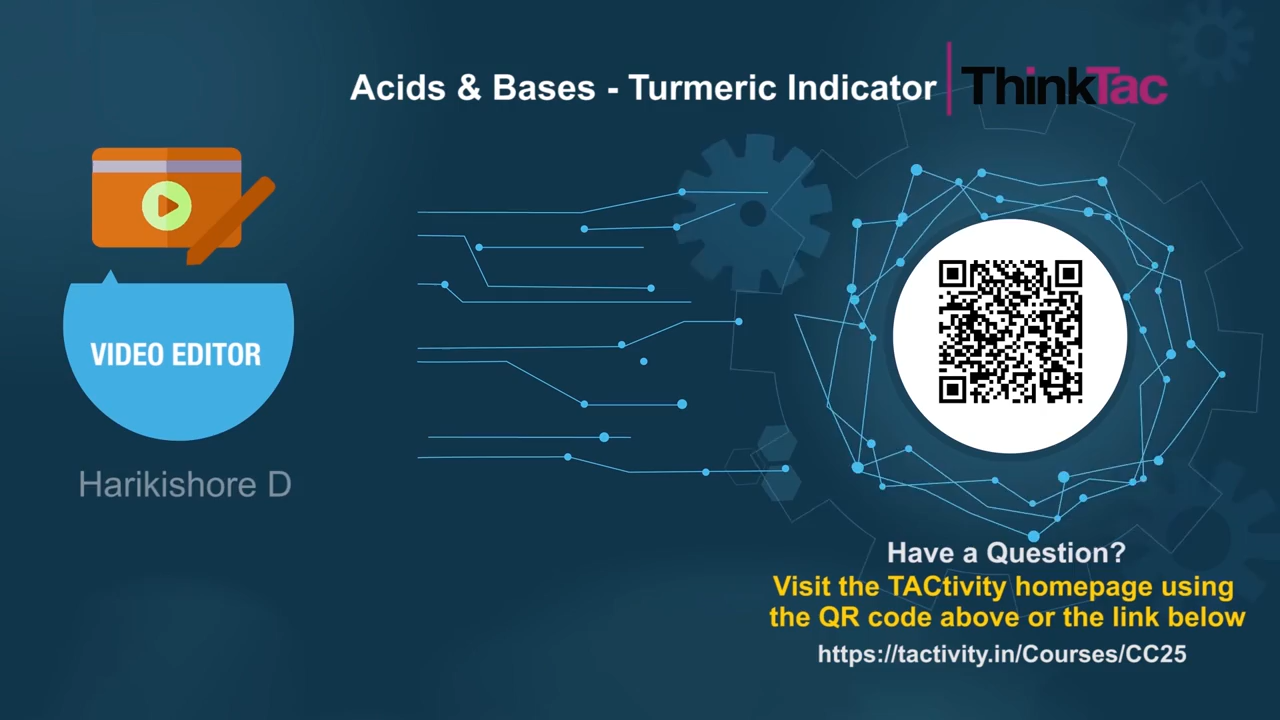 Acids & Bases - Turmeric Indicator
ThinkTac
VIDEO EDITOR
Harikishore D
Have a Question?
Visit the TACtivity homepage using
the QR code above or the link below
https://tactivity.in/Courses/CC25